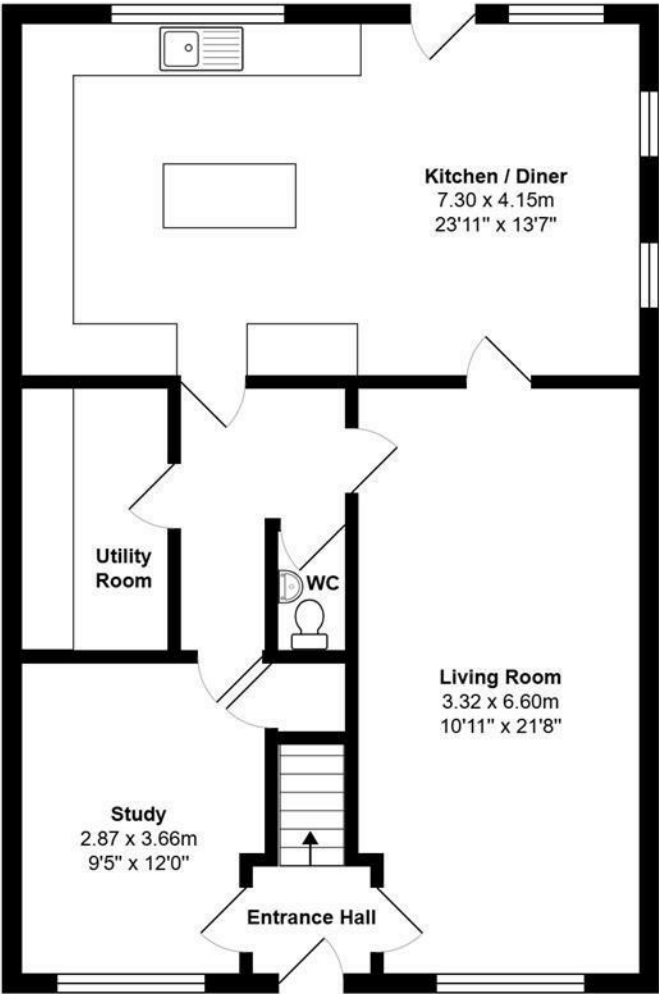 Kitchen / Diner
7.30 x 4.15m
23'11" x 13'7"
Utility
Room
WC
Living Room
3.32 x 6.60m
10'11" x 21'8"
Study
2.87 x 3.66m
9'5" x 12'0"
Entrance Hall